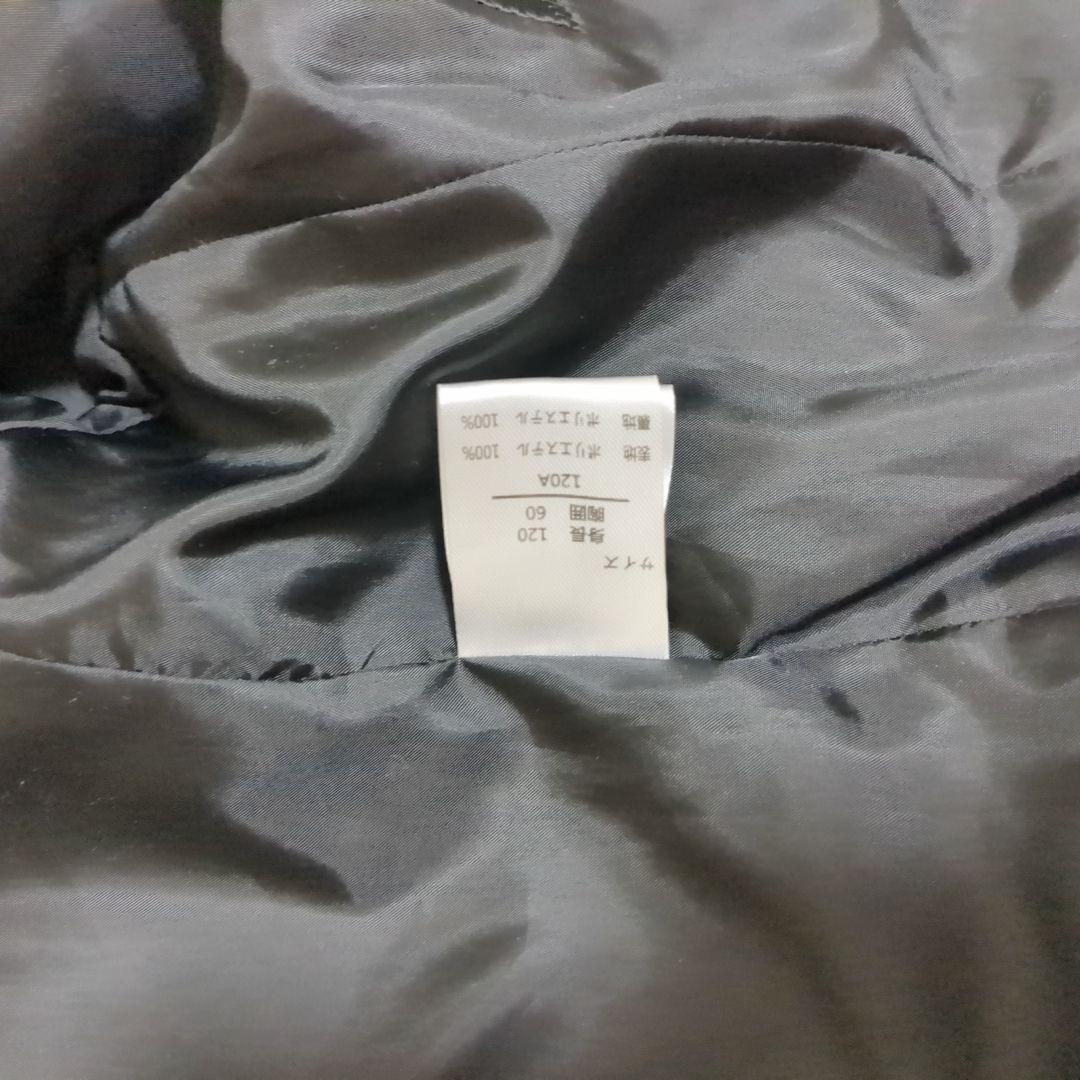 サイズ
身長 120
胸囲 60
120A
表地 ポリエステル 100%
裏地 ポリエステル 100%